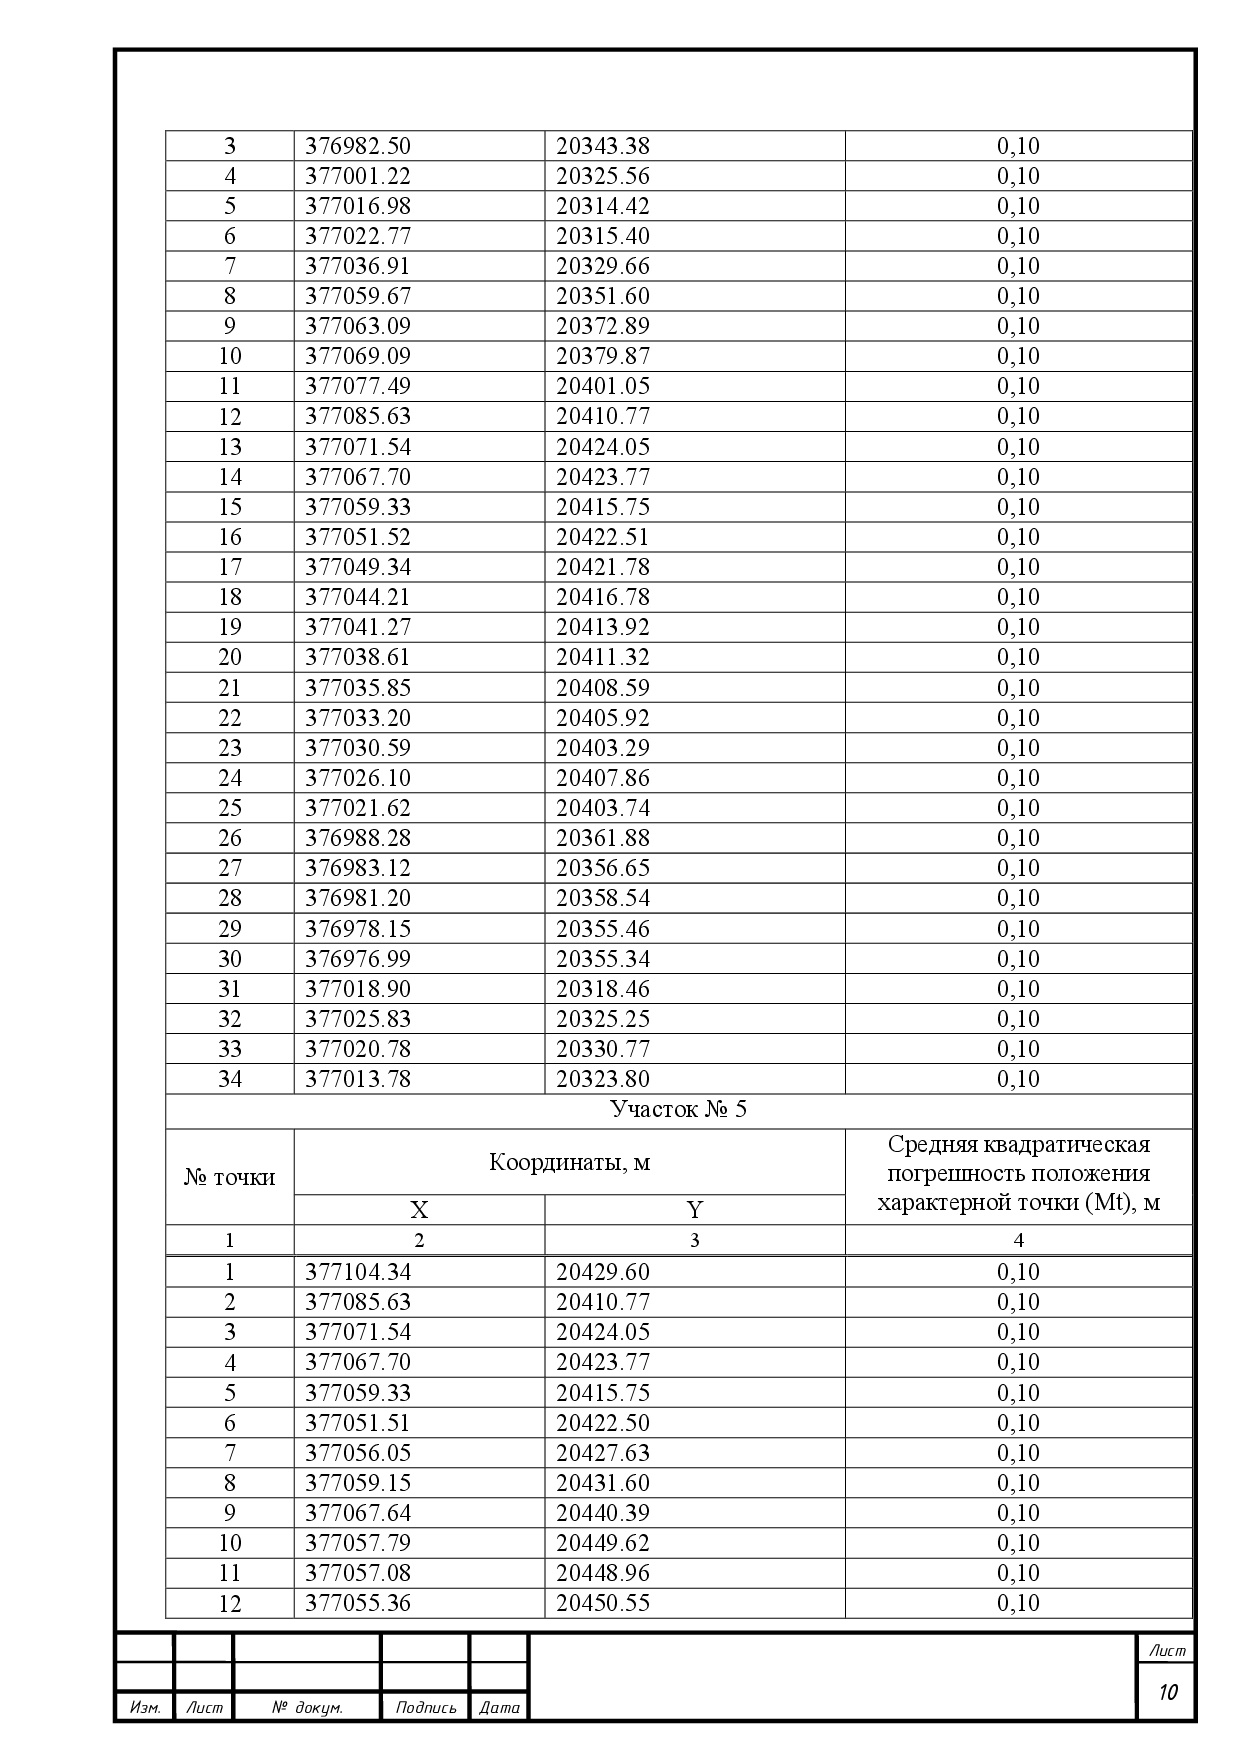 3 376982.50 20343.38 0,10
4 377001.22 20325.56 0,10
5 377016.98 20314.42 0,10
6 377022.77 20315.40 0,10
7 377036.91 20329.66 0,10
8 377059.67 20351.60 0,10
9 377063.09 20372.89 0,10
10 377069.09 20379.87 0,10
11 377077.49 20401.05 0,10
12 377085.63 20410.77 0,10
13 377071.54 20424.05 0,10
14 377067.70 20423.77 0,10
15 377059.33 20415.75 0,10
16 377051.52 20422.51 0,10
17 377049.34 20421.78 0,10
18 377044.21 20416.78 0,10
19 377041.27 20413.92 0,10
20 377038.61 20411.32 0,10
21 377035.85 20408.59 0,10
22 377033.20 20405.92 0,10
23 377030.59 20403.29 0,10
24 377026.10 20407.86 0,10
25 377021.62 20403.74 0,10
26 376988.28 20361.88 0,10
27 376983.12 20356.65 0,10
28 376981.20 20358.54 0,10
29 376978.15 20355.46 0,10
30 376976.99 20355.34 0,10
31 377018.90 20318.46 0,10
32 377025.83 20325.25 0,10
33 377020.78 20330.77 0,10
34 377013.78 20323.80 0,10
Участок № 5
№ точки
Координаты, м
X Y
Средняя квадратическая
погрешность положения
характерной точки (Mt), м
1 2 3 4
1 377104.34 20429.60 0,10
2 377085.63 20410.77 0,10
3 377071.54 20424.05 0,10
4 377067.70 20423.77 0,10
5 377059.33 20415.75 0,10
6 377051.51 20422.50 0,10
7 377056.05 20427.63 0,10
8 377059.15 20431.60 0,10
9 377067.64 20440.39 0,10
10 377057.79 20449.62 0,10
11 377057.08 20448.96 0,10
12 377055.36 20450.55 0,10
Изм. Лист № докум. Подпись Дата
Лист
10